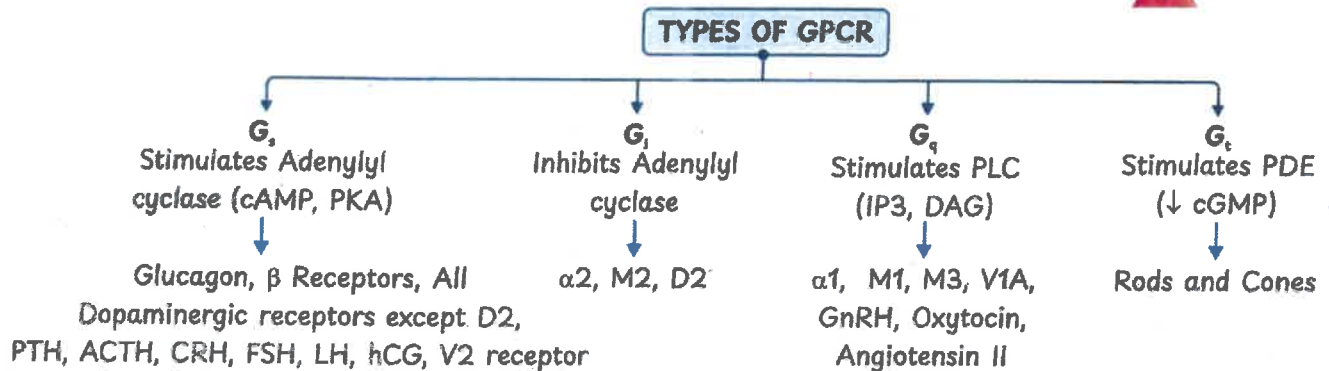 TYPES OF GPCR
Gs
Stimulates Adenylyl
cyclase (cAMP, PKA)
Glucagon, β Receptors, All
Dopaminergic receptors except D2,
PTH, ACTH, CRH, FSH, LH, hCG, V2 receptor
Gi
Inhibits Adenylyl
cyclase
α2, M2, D2
Gq
Stimulates PLC
(IP3, DAG)
α1, M1, M3, V1A,
GnRH, Oxytocin,
Angiotensin II
Gt
Stimulates PDE
(↓ cGMP)
Rods and Cones